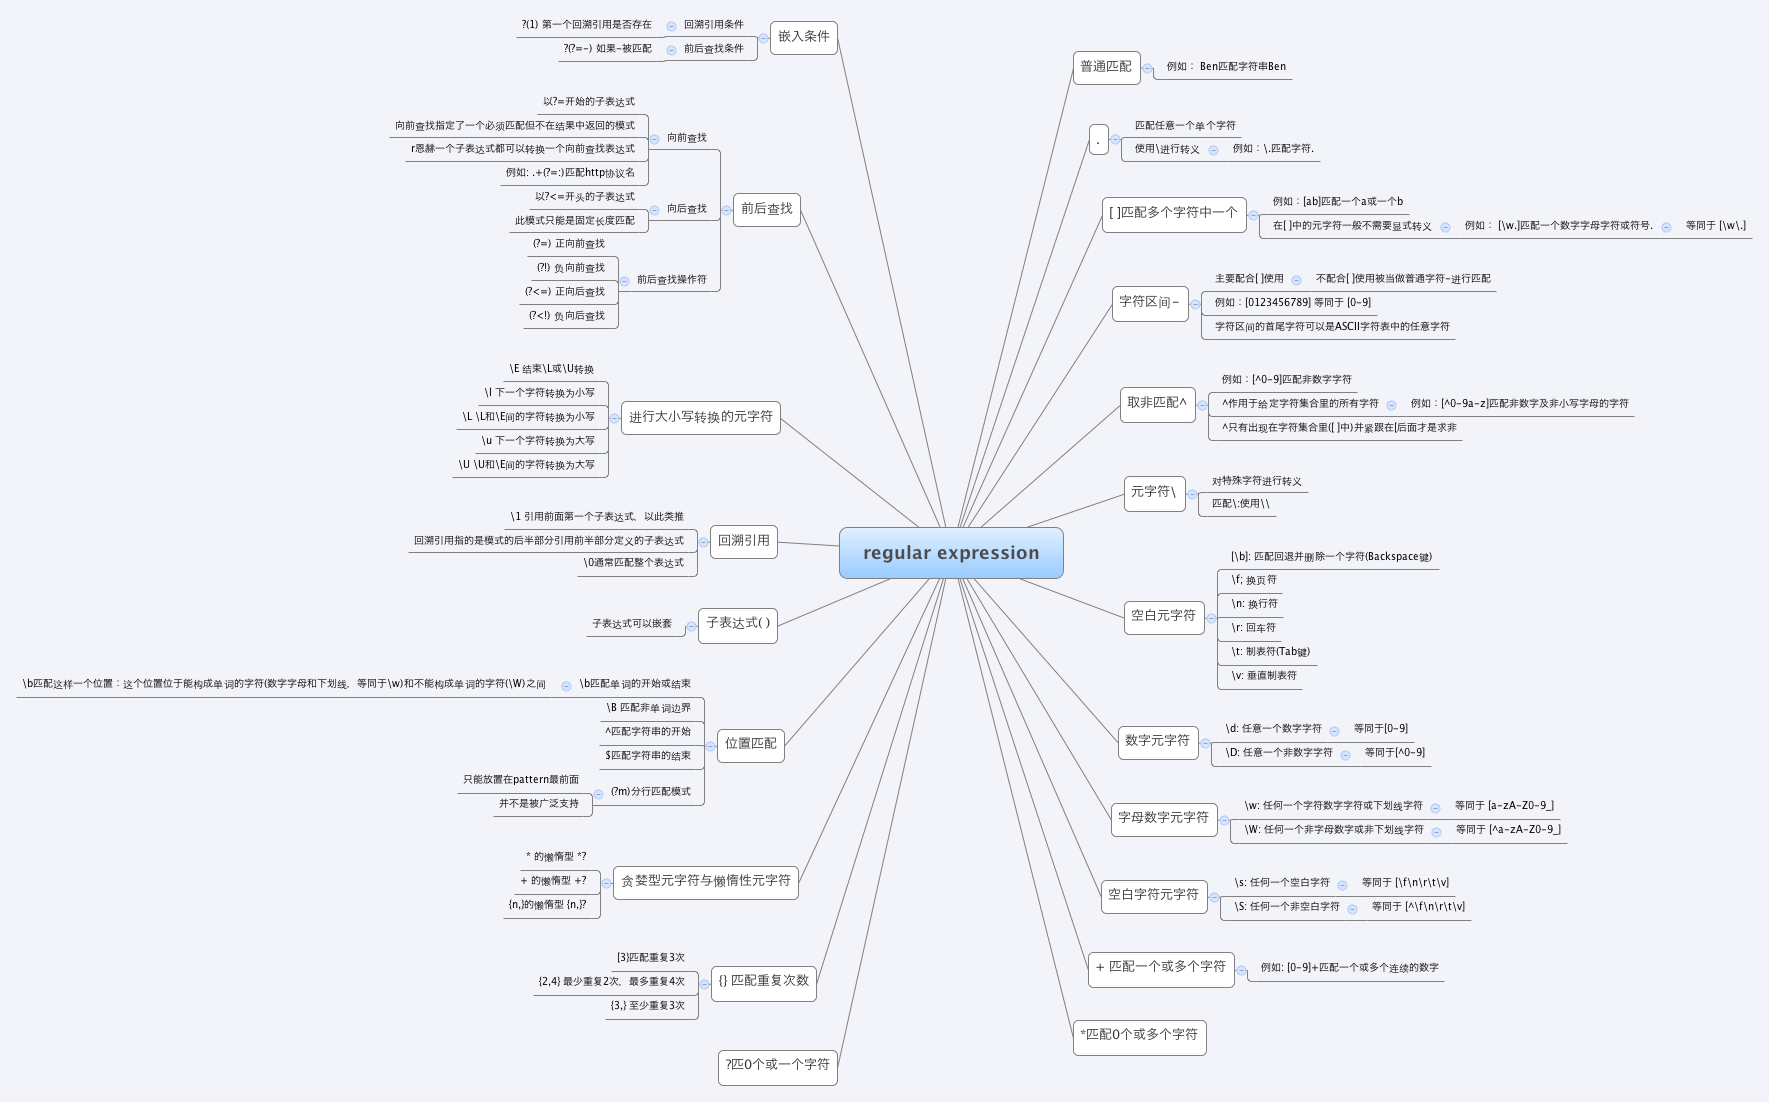 regular expression
普通匹配
例如： Ben匹配字符串Ben
.
匹配任意一个单个字符
使用\进行转义
例如：\.匹配字符.
[ ]匹配多个字符中一个
例如：[ab]匹配一个a或一个b
在[ ]中的元字符一般不需要显式转义
例如： [\w.]匹配一个数字字母字符或符号.
等同于 [\w\.]
字符区间-
主要配合[ ]使用
不配合[ ]使用被当做普通字符-进行匹配
例如：[0123456789] 等同于 [0-9]
字符区间的首尾字符可以是ASCII字符表中的任意字符
取非匹配^
例如：[^0-9]匹配非数字字符
^作用于给定字符集合里的所有字符
例如：[^0-9a-z]匹配非数字及非小写字母的字符
^只有出现在字符集合里([ ]中)并紧跟在[后面才是求非
元字符\
对特殊字符进行转义
匹配\:使用\\
空白元字符
[\b]: 匹配回退并删除一个字符(Backspace键)
\f; 换页符
\n: 换行符
\r: 回车符
\t: 制表符(Tab键)
\v: 垂直制表符
数字元字符
\d: 任意一个数字字符
等同于[0-9]
\D: 任意一个非数字字符
等同于[^0-9]
字母数字元字符
\w: 任何一个字符数字字符或下划线字符
等同于 [a-zA-Z0-9_]
\W: 任何一个非字母数字或非下划线字符
等同于 [^a-zA-Z0-9_]
空白字符元字符
\s: 任何一个空白字符
等同于 [\f\n\r\t\v]
\S: 任何一个非空白字符
等同于 [^\f\n\r\t\v]
+ 匹配一个或多个字符
例如: [0-9]+匹配一个或多个连续的数字
*匹配0个或多个字符
嵌入条件
回溯引用条件
?(1) 第一个回溯引用是否存在
前后查找条件
?(?=-) 如果-被匹配
前后查找
向前查找
以?=开始的子表达式
向前查找指定了一个必须匹配但不在结果中返回的模式
r恩赫一个子表达式都可以转换一个向前查找表达式
例如: .+(?=:)匹配http协议名
向后查找
以?<=开头的子表达式
此模式只能是固定长度匹配
前后查找操作符
(?=) 正向前查找
(?!) 负向前查找
(?<=) 正向后查找
(?<!) 负向后查找
进行大小写转换的元字符
\E 结束\L或\U转换
\l 下一个字符转换为小写
\L \L和\E间的字符转换为小写
\u 下一个字符转换为大写
\U \U和\E间的字符转换为大写
回溯引用
\1 引用前面第一个子表达式，以此类推
回溯引用指的是模式的后半部分引用前半部分定义的子表达式
\0通常匹配整个表达式
子表达式( )
子表达式可以嵌套
位置匹配
\b匹配单词的开始或结束
\b匹配这样一个位置：这个位置位于能构成单词的字符(数字字母和下划线，等同于\w)和不能构成单词的字符(\W)之间
\B 匹配非单词边界
^匹配字符串的开始
$匹配字符串的结束
(?m)分行匹配模式
只能放置在pattern最前面
并不是被广泛支持
贪婪型元字符与懒惰性元字符
* 的懒惰型 *?
+ 的懒惰型 +?
{n,}的懒惰型 {n,}?
{} 匹配重复次数
[3}匹配重复3次
{2,4} 最少重复2次，最多重复4次
{3,} 至少重复3次
?匹0个或一个字符